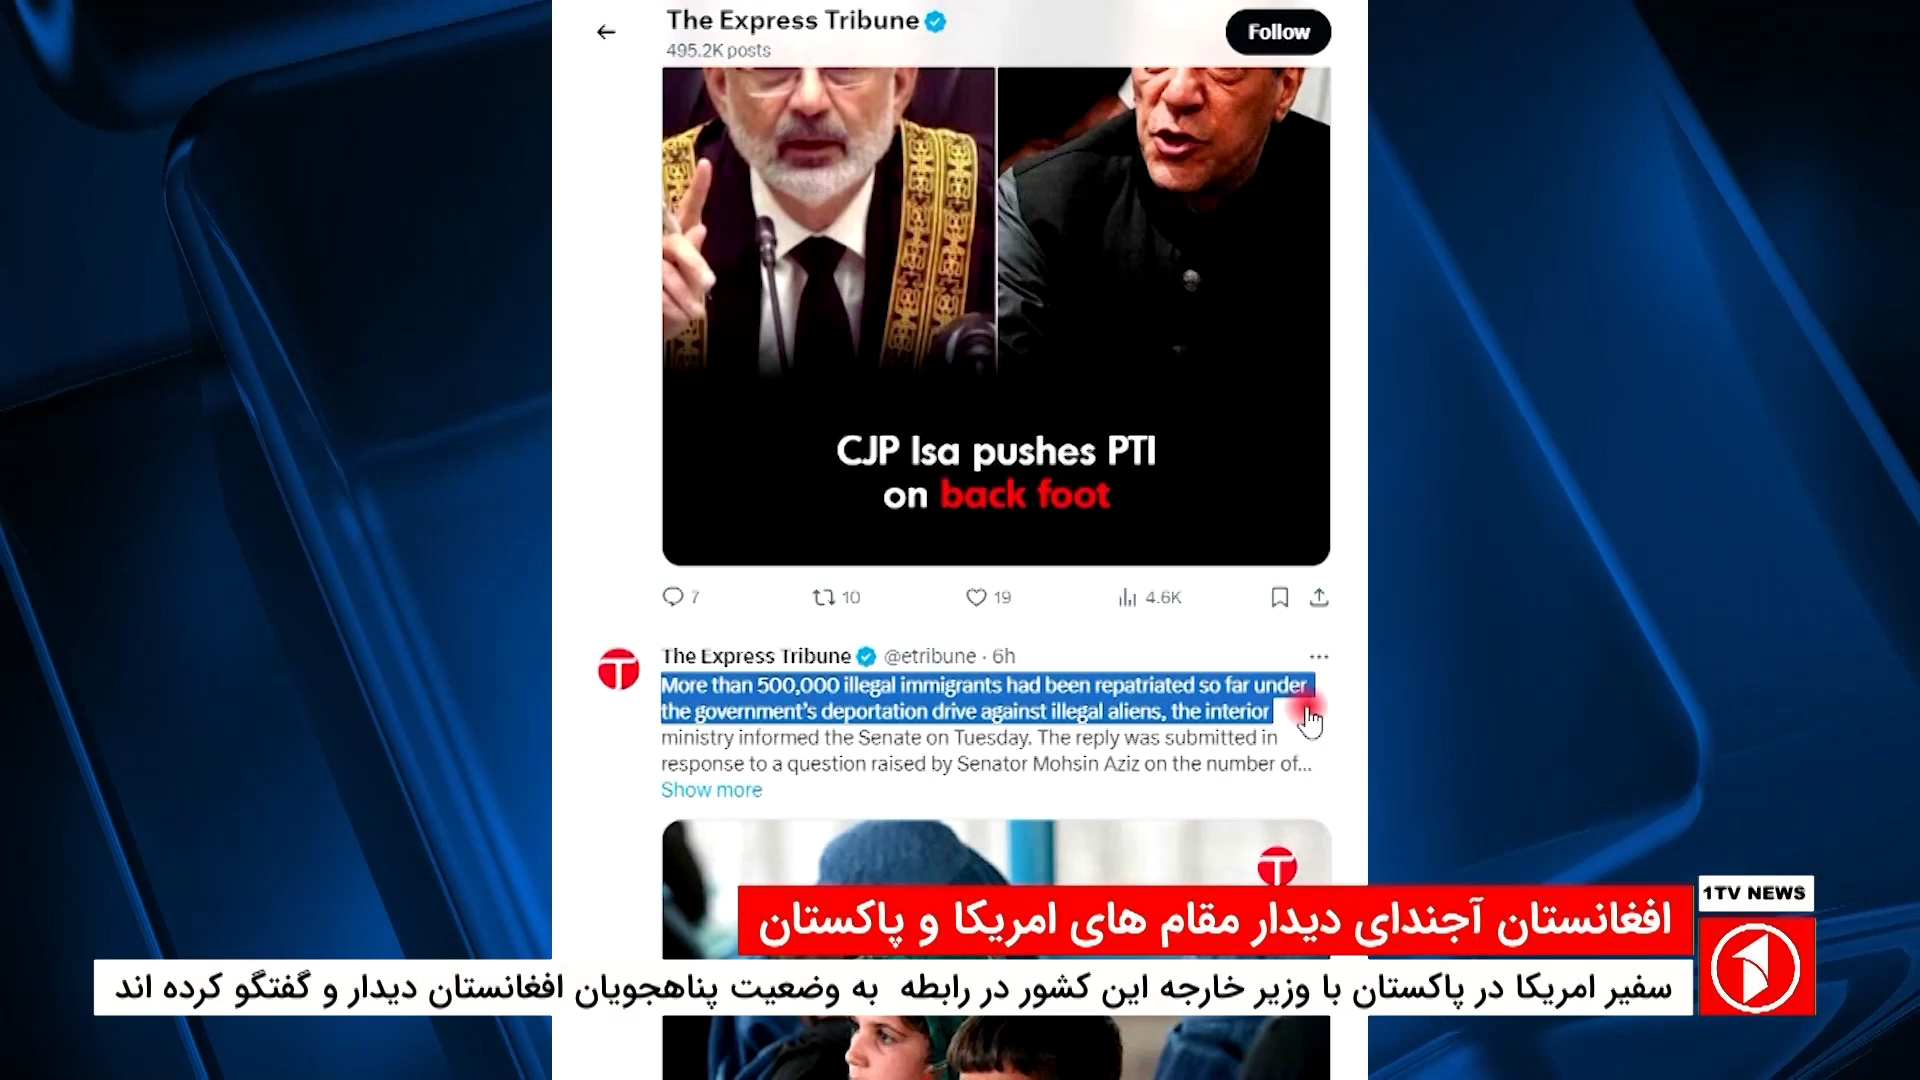 The Express Tribune
495.2K posts
Follow
CJP Isa pushes PTI
on back foot
7
10
19
4.6K
The Express Tribune @etribune · 6h
More than 500,000 illegal immigrants had been repatriated so far under
the government's deportation drive against illegal aliens, the interior
ministry informed the Senate on Tuesday. The reply was submitted in
response to a question raised by Senator Mohsin Aziz on the number of...
Show more
1TV NEWS
افغانستان آجندای دیدار مقام های امریکا و پاکستان
سفیر امریکا در پاکستان با وزیر خارجه این کشور در رابطه به وضعیت پناهجویان افغانستان دیدار و گفتگو کرده اند